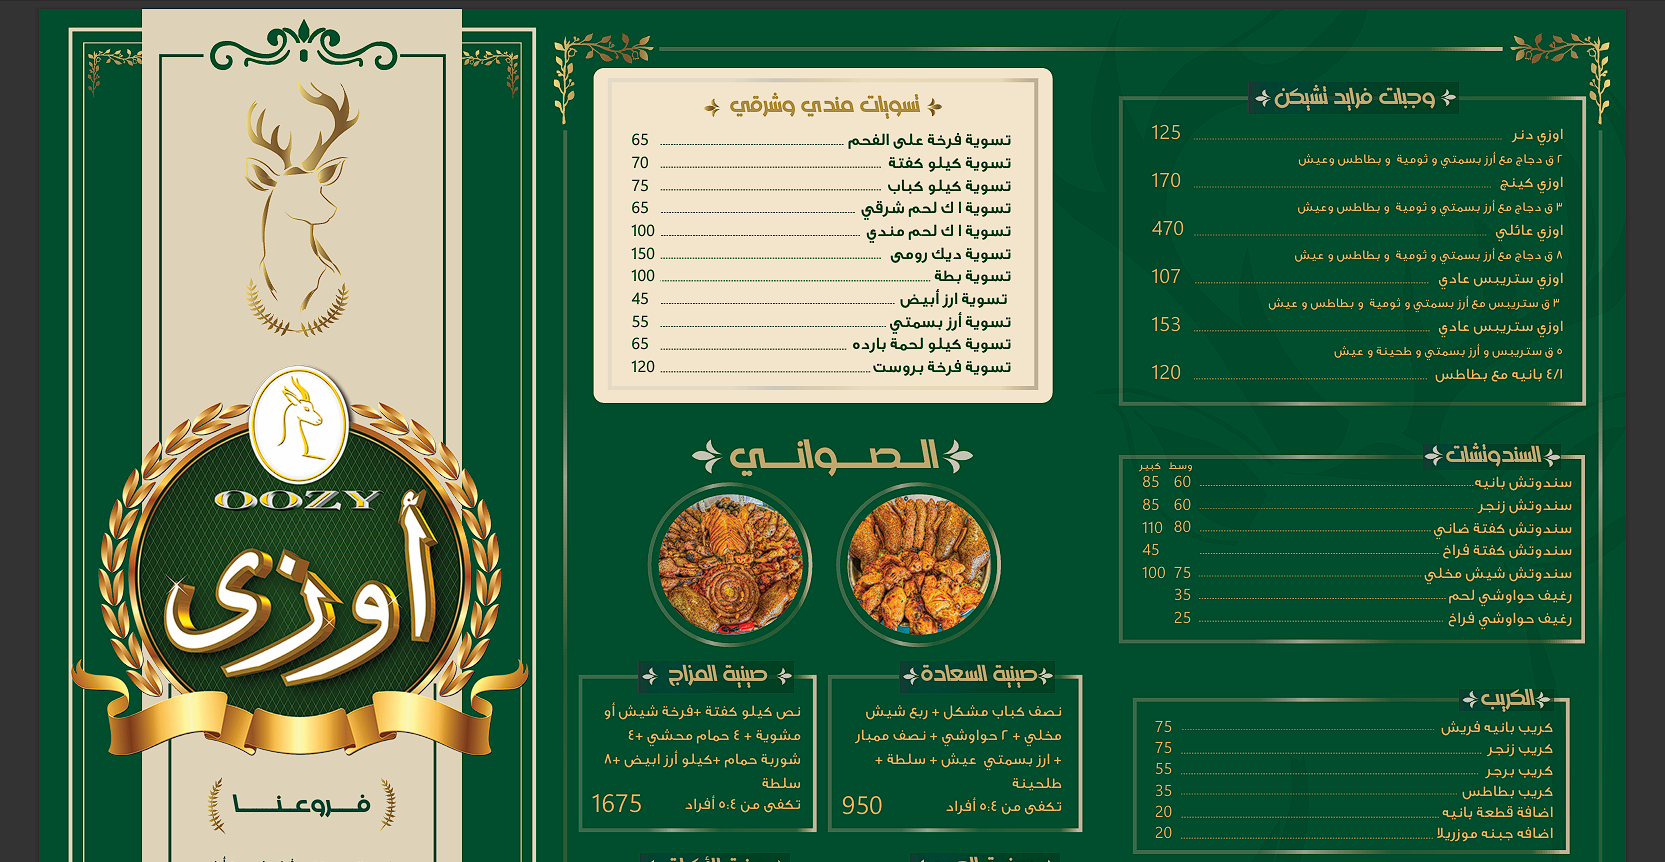 وجبات فرايد تشيكن
اوزي دنر 125
٢ ق دجاج مع أرز بسمتي و ثومية و بطاطس وعيش
اوزي كينج 170
٣ ق دجاج مع أرز بسمتي و ثومية و بطاطس وعيش
اوزي عائلي 470
٨ ق دجاج مع أرز بسمتي و ثومية و بطاطس و عيش
اوزي ستريبس عادي 107
٣ ق ستريبس مع أرز بسمتي و ثومية و بطاطس و عيش
اوزي ستريبس عادي 153
٥ ق ستريبس و أرز بسمتي و طحينة و عيش
٤/١ بانيه مع بطاطس 120
السندوتشات
وسط كبير
سندوتش بانيه 60 85
سندوتش زنجر 60 85
سندوتش كفتة ضاني 80 110
سندوتش كفتة فراخ 45
سندوتش شيش مخلي 75 100
رغيف حواوشي لحم 35
رغيف حواوشي فراخ 25
الكريب
كريب بانيه فريش 75
كريب زنجر 75
كريب برجر 55
كريب بطاطس 35
اضافة قطعة بانيه 20
اضافه جبنه موزريلا 20
تسويات مندي وشرقي
تسوية فرخة على الفحم 65
تسوية كيلو كفتة 70
تسوية كيلو كباب 75
تسوية ١ ك لحم شرقي 65
تسوية ١ ك لحم مندي 100
تسوية ديك رومى 150
تسوية بطة 100
تسوية ارز أبيض 45
تسوية أرز بسمتي 55
تسوية كيلو لحمة بارده 65
تسوية فرخة بروست 120
الـصـوانـي
صينية السعادة
نصف كباب مشكل + ربع شيش
مخلي + ٢ حواوشي + نصف ممبار
+ ارز بسمتي عيش + سلطة +
طلحينة
تكفى من ٥:٤ أفراد 950
صينية المزاج
نص كيلو كفتة +فرخة شيش أو
مشوية + ٤ حمام محشي +٤
شوربة حمام +كيلو أرز ابيض +٨
سلطة
تكفى من ٥:٤ أفراد 1675
OOZY
أوزى
فـروعـنـا